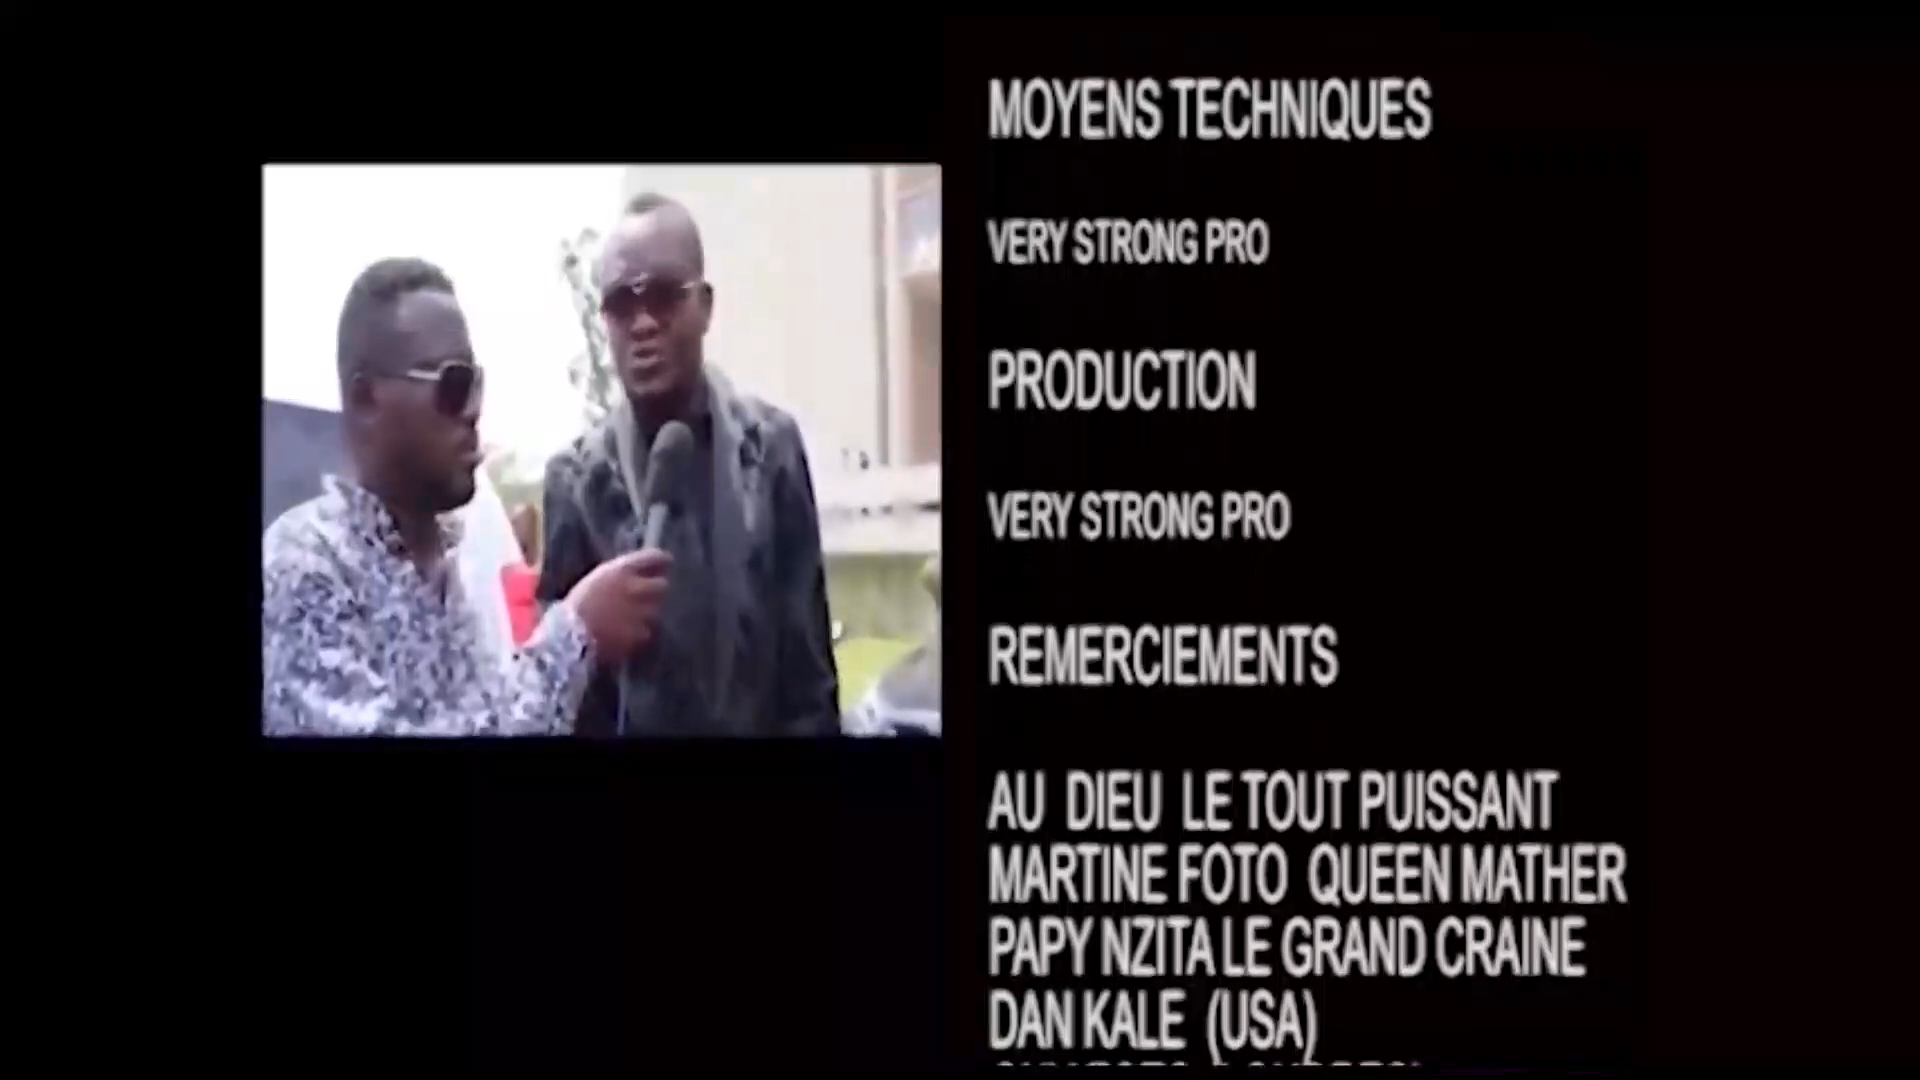 MOYENS TECHNIQUES
VERY STRONG PRO
PRODUCTION
VERY STRONG PRO
REMERCIEMENTS
AU DIEU LE TOUT PUISSANT
MARTINE FOTO QUEEN MATHER
PAPY NZITA LE GRAND CRAINE
DAN KALE (USA)